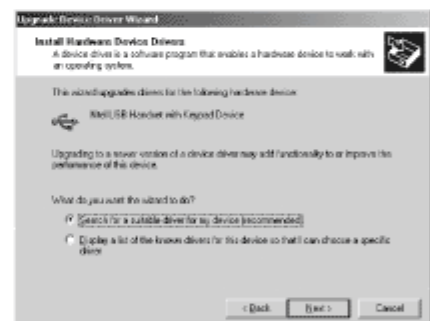 Upgrade Device Driver Wizard
Install Hardware Device Drivers
A device driver is a software program that enables a hardware device to work with
an operating system.
This wizard upgrades drivers for the following hardware device:
USB Handset with Keypad Device
Upgrading to a newer version of a device driver may add functionality to or improve the
performance of this device.
What do you want the wizard to do?
Search for a suitable driver for my device (recommended)
Display a list of the known drivers for this device so that I can choose a specific
driver
< Back
Next >
Cancel